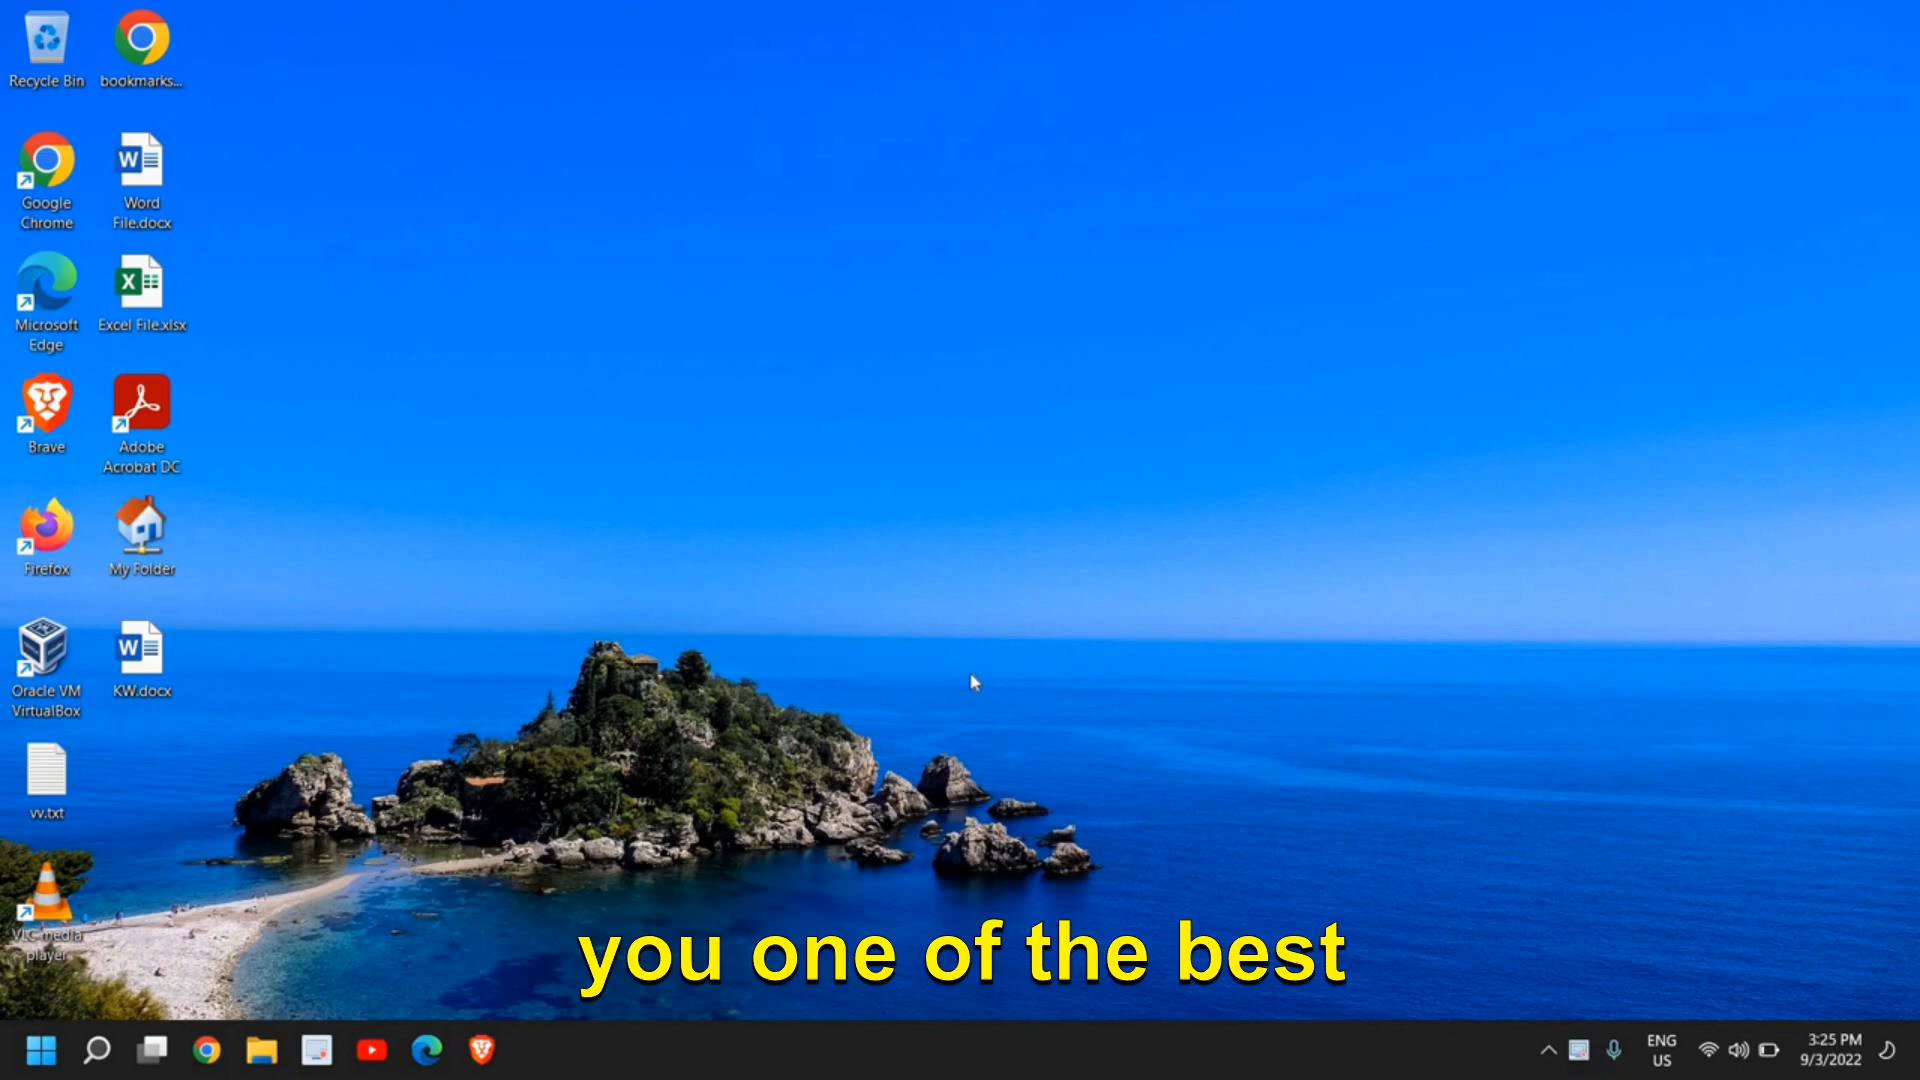 Recycle Bin
bookmarks...
Google
Chrome
Word
File.docx
Microsoft
Edge
Excel File.xlsx
Brave
Adobe
Acrobat DC
Firefox
My Folder
Oracle VM
VirtualBox
KW.docx
vv.txt
VLC media
player
you one of the best
ENG
US
3:25 PM
9/3/2022